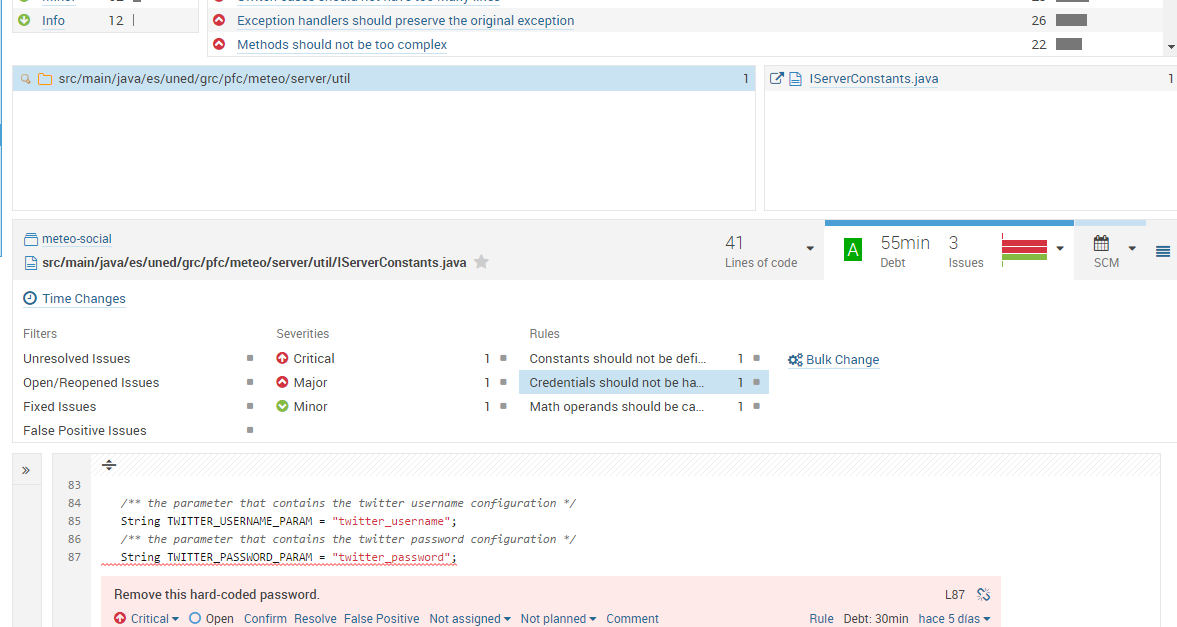 Info 12
Exception handlers should preserve the original exception 26
Methods should not be too complex 22
src/main/java/es/uned/grc/pfc/meteo/server/util 1
IServerConstants.java 1
meteo-social
src/main/java/es/uned/grc/pfc/meteo/server/util/IServerConstants.java
41
Lines of code
A
55min
Debt
3
Issues
SCM
Time Changes
Filters
Unresolved Issues
Open/Reopened Issues
Fixed Issues
False Positive Issues
Severities
Critical 1
Major 1
Minor 1
Rules
Constants should not be defi... 1
Credentials should not be ha... 1
Math operands should be ca... 1
Bulk Change
»
83
84 /** the parameter that contains the twitter username configuration */
85 String TWITTER_USERNAME_PARAM = "twitter_username";
86 /** the parameter that contains the twitter password configuration */
87 String TWITTER_PASSWORD_PARAM = "twitter_password";
Remove this hard-coded password. L87
Critical Open Confirm Resolve False Positive Not assigned Not planned Comment Rule Debt: 30min hace 5 días